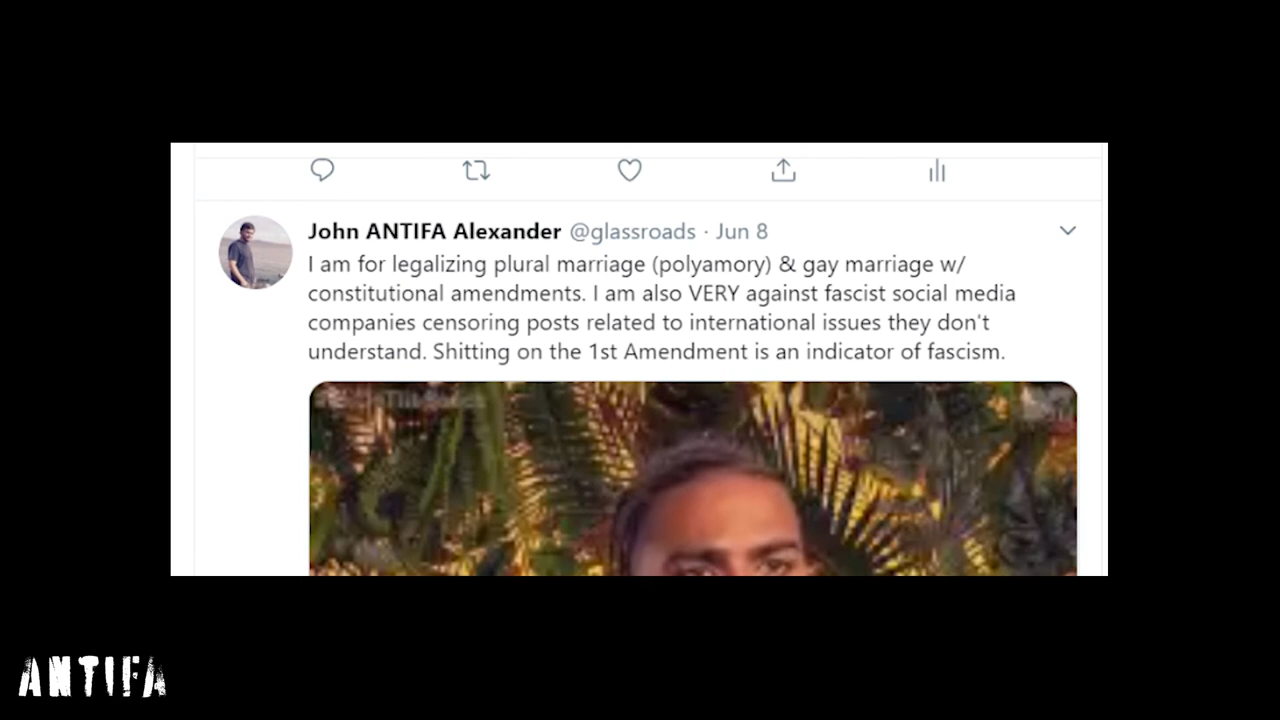 John ANTIFA Alexander @glassroads · Jun 8
I am for legalizing plural marriage (polyamory) & gay marriage w/
constitutional amendments. I am also VERY against fascist social media
companies censoring posts related to international issues they don't
understand. Shitting on the 1st Amendment is an indicator of fascism.
ANTIFA